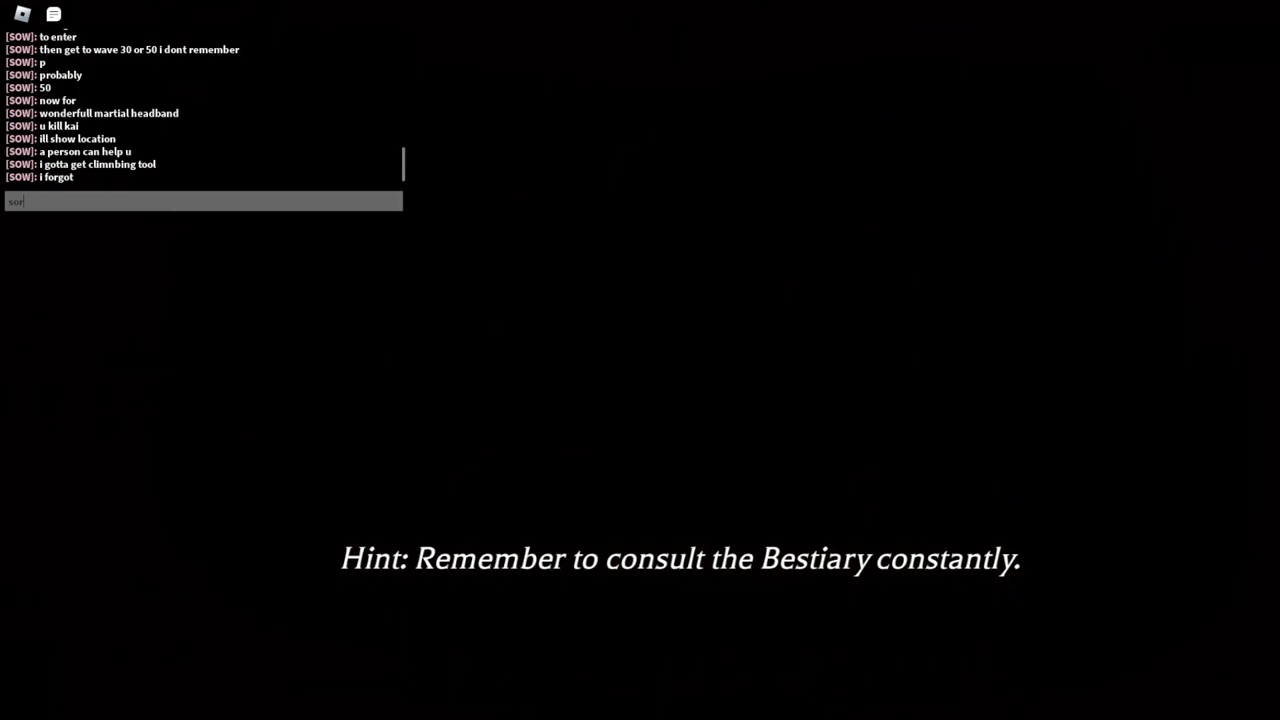 [SOW]: to enter
[SOW]: then get to wave 30 or 50 i dont remember
[SOW]: p
[SOW]: probably
[SOW]: 50
[SOW]: now for
[SOW]: wonderfull martial headband
[SOW]: u kill kai
[SOW]: ill show location
[SOW]: a person can help u
[SOW]: i gotta get climnbing tool
[SOW]: i forgot
sor
Hint: Remember to consult the Bestiary constantly.